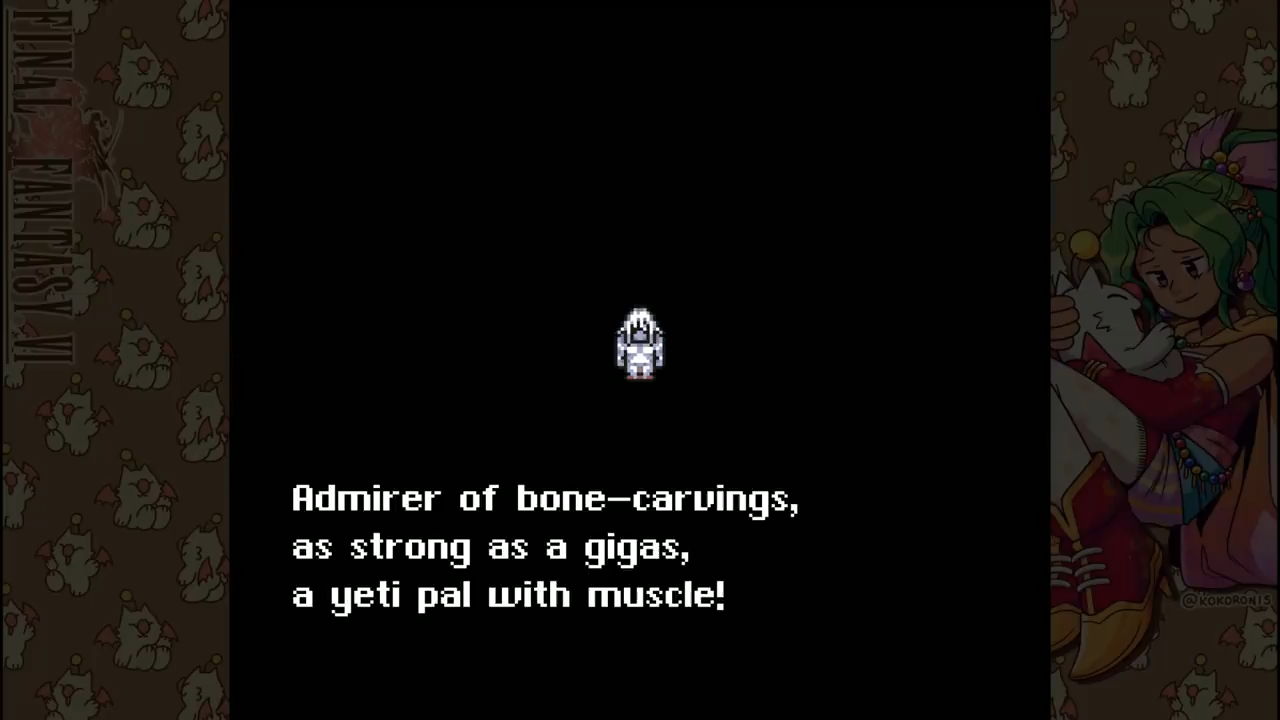 FINAL FANTASY VI
Admirer of bone-carvings,
as strong as a gigas,
a yeti pal with muscle!
@KOKORONIS